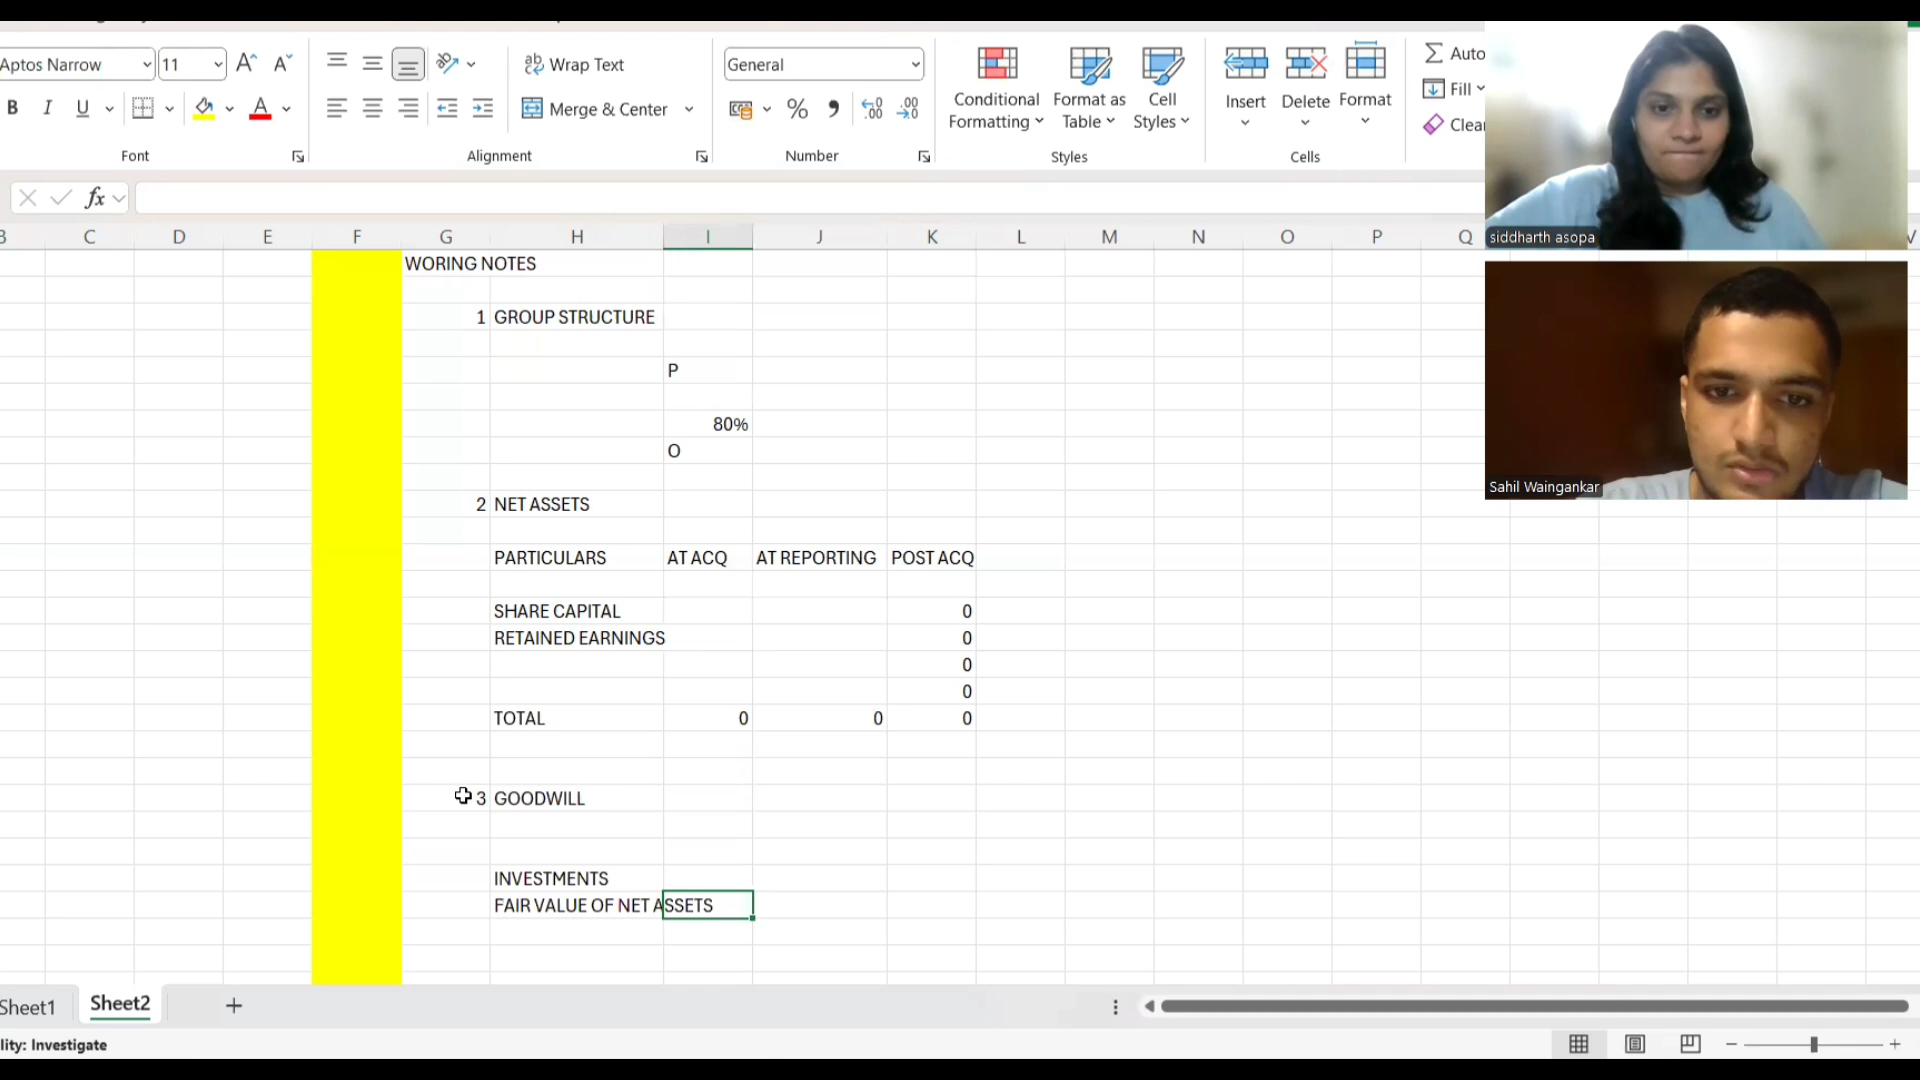 Aptos Narrow 11 A A ab Wrap Text General Conditional Formatting Format as Table Cell Styles Insert Delete Format Σ Auto
Fill
B I U A Merge & Center % , Clea
Font Alignment Number Styles Cells
fx
B C D E F G H I J K L M N O P Q V
WORING NOTES
1 GROUP STRUCTURE
P
80%
O
2 NET ASSETS
PARTICULARS AT ACQ AT REPORTING POST ACQ
SHARE CAPITAL 0
RETAINED EARNINGS 0
0
0
TOTAL 0 0 0
3 GOODWILL
INVESTMENTS
FAIR VALUE OF NET ASSETS
siddharth asopa
Sahil Waingankar
Sheet1 Sheet2 +
lity: Investigate